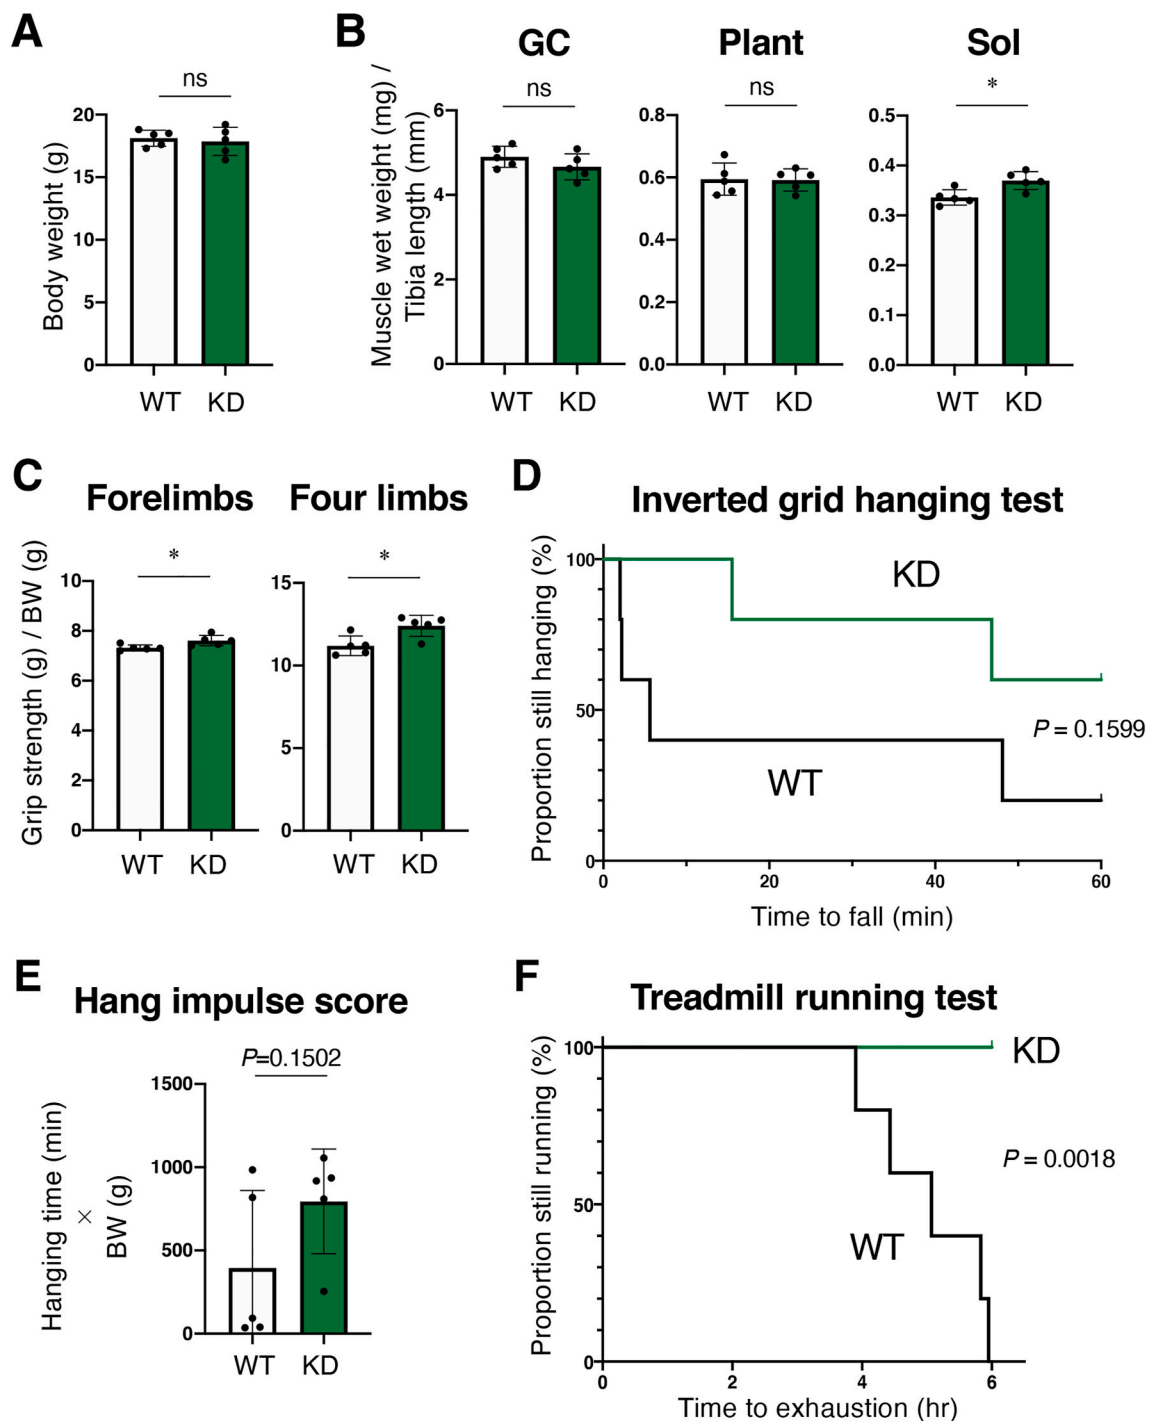 A
ns
Body weight (g)
20
15
10
5
0
WT KD
B
GC Plant Sol
Muscle wet weight (mg) /
Tibia length (mm)
ns
6
4
2
0
WT KD
ns
0.8
0.6
0.4
0.2
0.0
WT KD
*
0.5
0.4
0.3
0.2
0.1
0.0
WT KD
C
Forelimbs Four limbs
Grip strength (g) / BW (g)
*
10
8
6
4
2
0
WT KD
*
15
10
5
0
WT KD
D
Inverted grid hanging test
Proportion still hanging (%)
100
50
0
KD
WT
P = 0.1599
0 20 40 60
Time to fall (min)
E
Hang impulse score
P=0.1502
Hanging time (min)
×
BW (g)
1500
1000
500
0
WT KD
F
Treadmill running test
Proportion still running (%)
100
50
0
KD
P = 0.0018
WT
0 2 4 6
Time to exhaustion (hr)